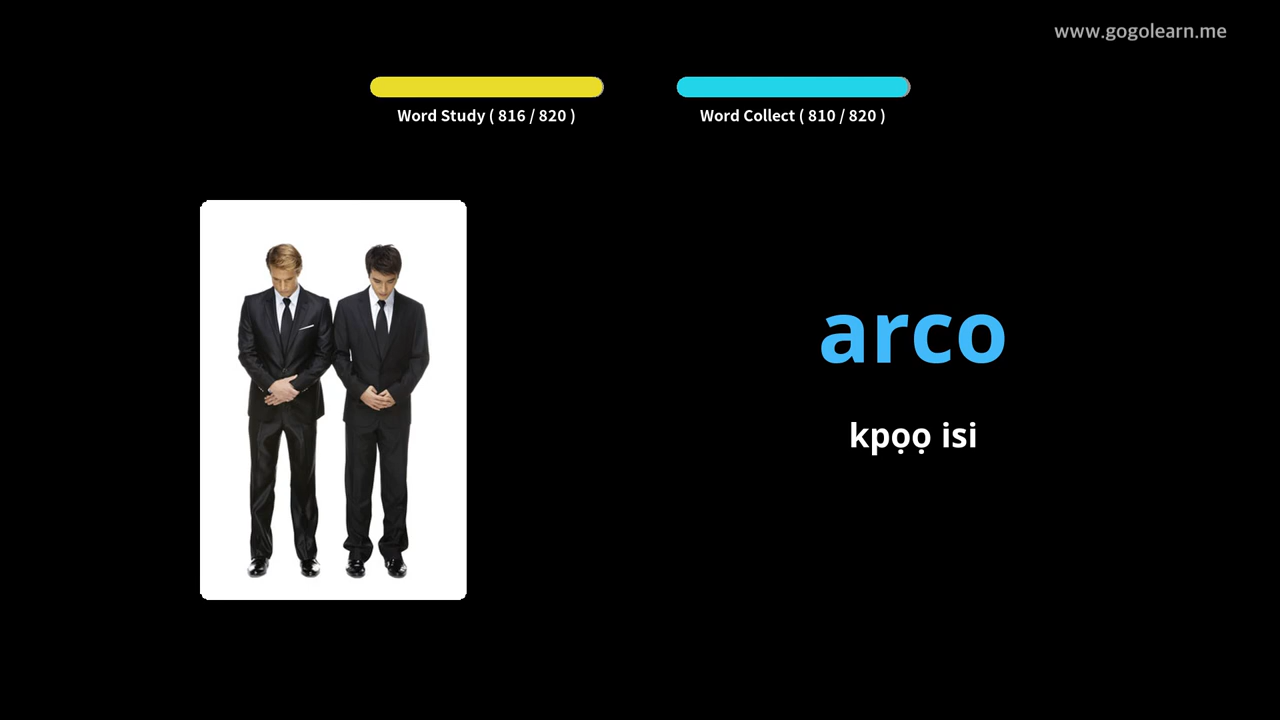 www.gogolearn.me
Word Study ( 816 / 820 )
Word Collect ( 810 / 820 )
arco
kpọọ isi